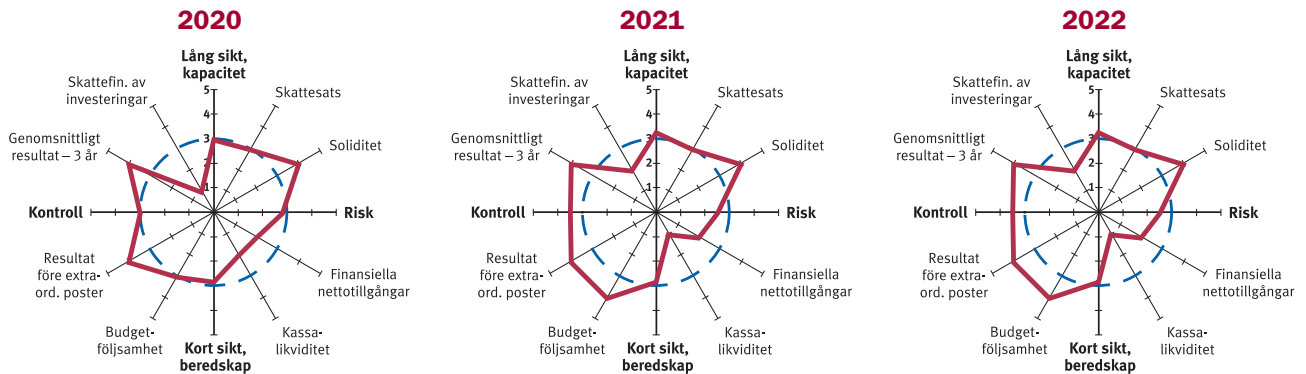 2020
Lång sikt,
kapacitet
Skattefin. av
investeringar
Skattesats
Genomsnittligt
resultat – 3 år
Soliditet
5
4
3
2
1
Kontroll
Risk
Resultat
före extra-
ord. poster
Finansiella
nettotillgångar
Budget-
följsamhet
Kassa-
likviditet
Kort sikt,
beredskap
2021
Lång sikt,
kapacitet
Skattefin. av
investeringar
Skattesats
Genomsnittligt
resultat – 3 år
Soliditet
5
4
3
2
1
Kontroll
Risk
Resultat
före extra-
ord. poster
Finansiella
nettotillgångar
Budget-
följsamhet
Kassa-
likviditet
Kort sikt,
beredskap
2022
Lång sikt,
kapacitet
Skattefin. av
investeringar
Skattesats
Genomsnittligt
resultat – 3 år
Soliditet
5
4
3
2
1
Kontroll
Risk
Resultat
före extra-
ord. poster
Finansiella
nettotillgångar
Budget-
följsamhet
Kassa-
likviditet
Kort sikt,
beredskap